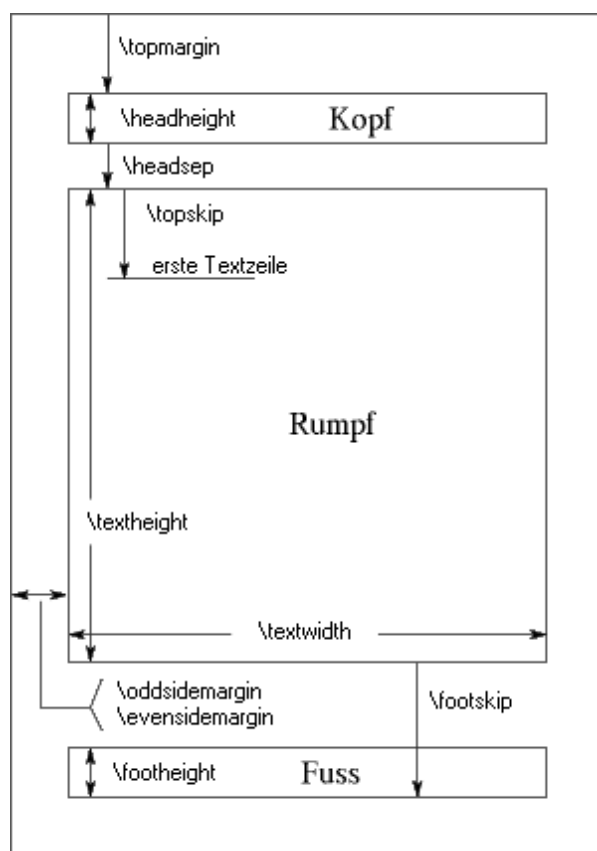 \topmargin
\headheight Kopf
\headsep
\topskip
erste Textzeile
Rumpf
\textheight
\textwidth
\oddsidemargin
\evensidemargin
\footskip
\footheight Fuss